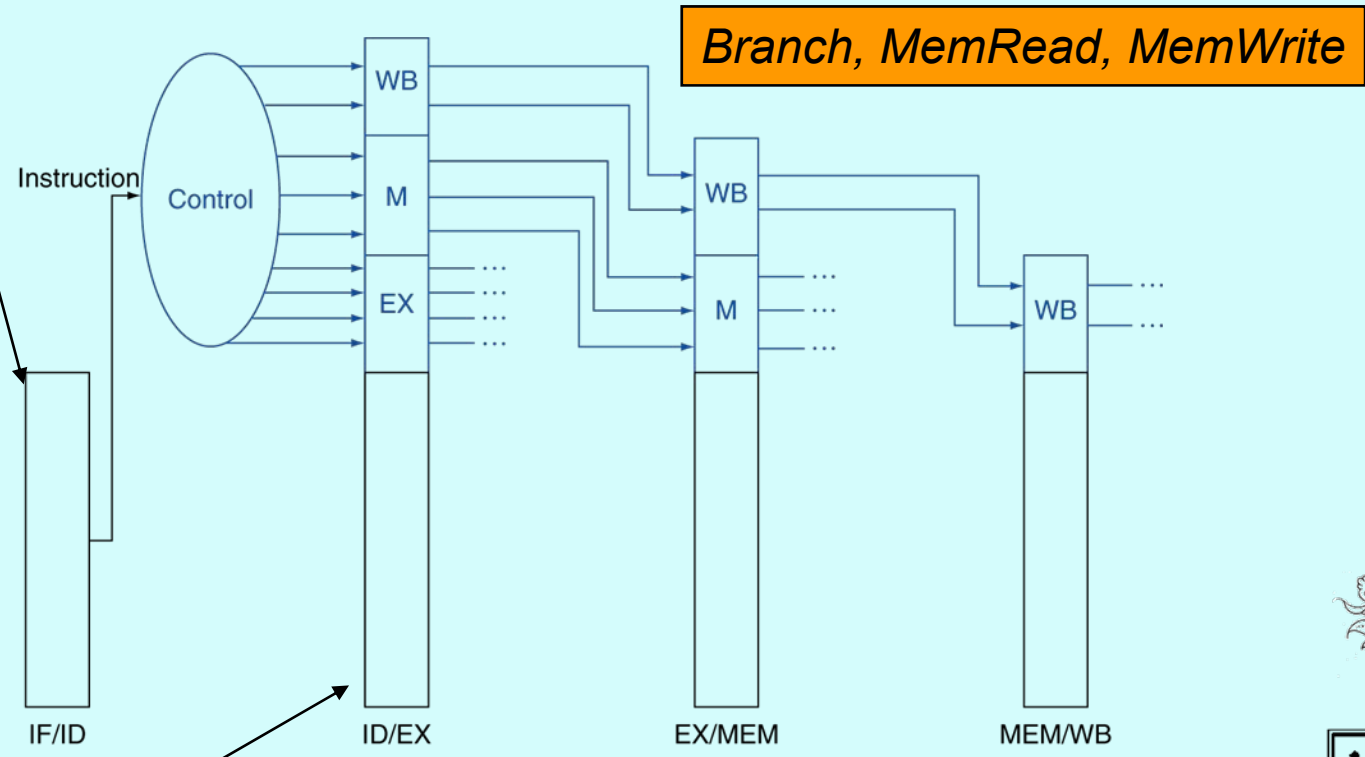 Branch, MemRead, MemWrite
WB
Instruction
Control
M
WB
EX
...
...
...
...
M
...
...
...
WB
...
...
IF/ID
ID/EX
EX/MEM
MEM/WB